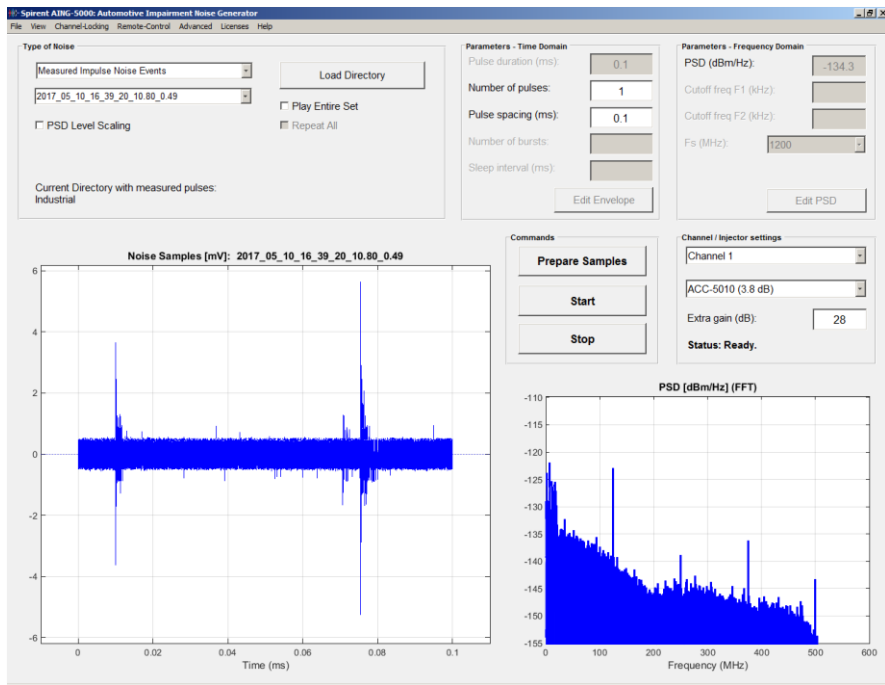 Spirent AING-5000: Automotive Impairment Noise Generator
File View Channel-Locking Remote-Control Advanced Licenses Help
Type of Noise
Measured Impulse Noise Events
2017_05_10_16_39_20_10.80_0.49
PSD Level Scaling
Load Directory
Play Entire Set
Repeat All
Current Directory with measured pulses:
Industrial
Parameters - Time Domain
Pulse duration (ms): 0.1
Number of pulses: 1
Pulse spacing (ms): 0.1
Number of bursts:
Sleep interval (ms):
Edit Envelope
Parameters - Frequency Domain
PSD (dBm/Hz): -134.3
Cutoff freq F1 (kHz):
Cutoff freq F2 (kHz):
Fs (MHz): 1200
Edit PSD
Commands
Prepare Samples
Start
Stop
Channel / Injector settings
Channel 1
ACC-5010 (3.8 dB)
Extra gain (dB): 28
Status: Ready.
Noise Samples [mV]: 2017_05_10_16_39_20_10.80_0.49
6
4
2
0
-2
-4
-6
0 0.02 0.04 0.06 0.08 0.1
Time (ms)
PSD [dBm/Hz] (FFT)
-110
-115
-120
-125
-130
-135
-140
-145
-150
-155
0 100 200 300 400 500 600
Frequency (MHz)